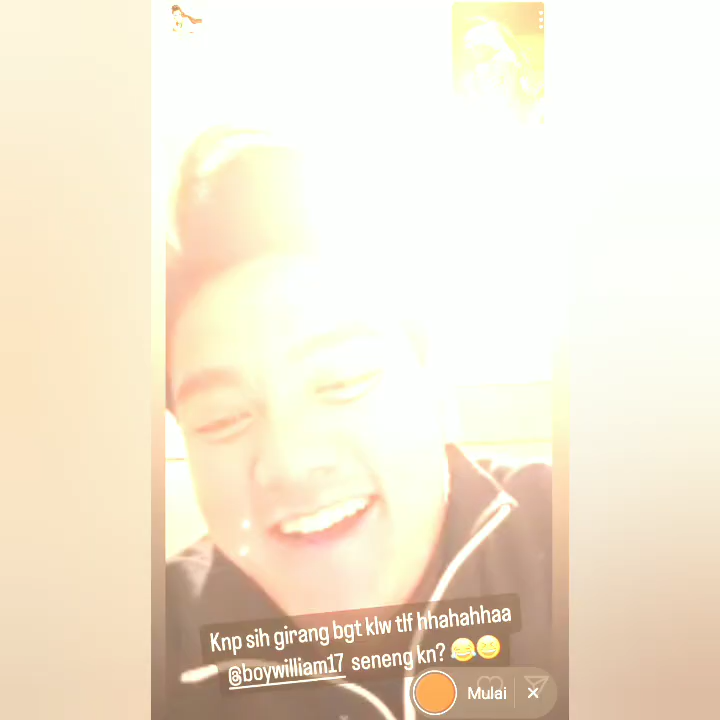 Knp sih girang bgt klw tlf hhahahhaa
@boywilliam17 seneng kn? 😂😆
Mulai